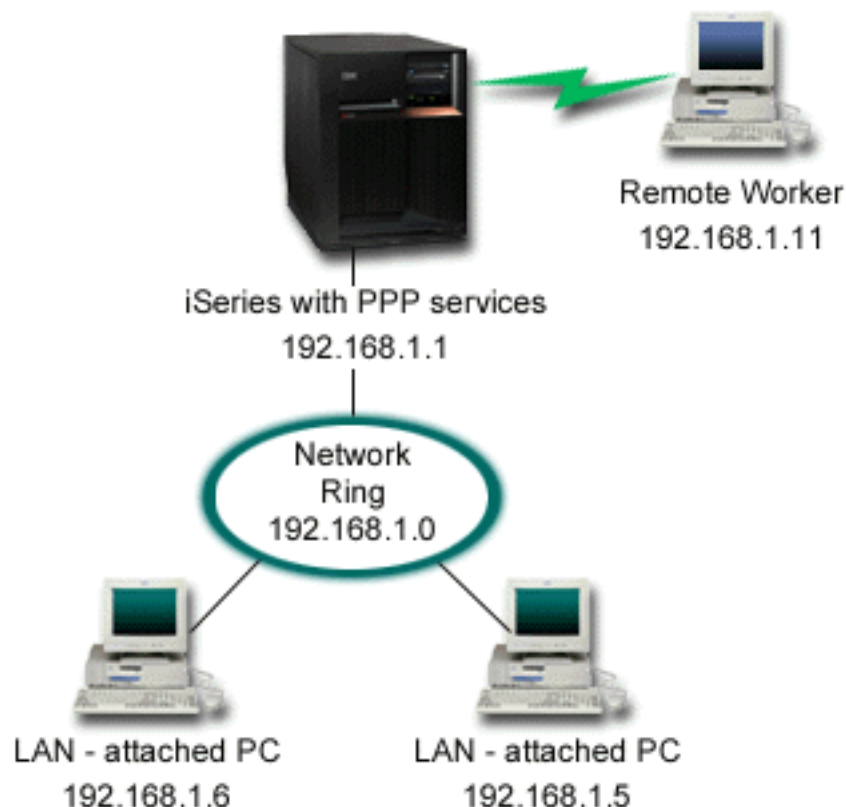 IBM
Remote Worker
192.168.1.11
iSeries with PPP services
192.168.1.1
Network
Ring
192.168.1.0
LAN - attached PC
192.168.1.6
LAN - attached PC
192.168.1.5